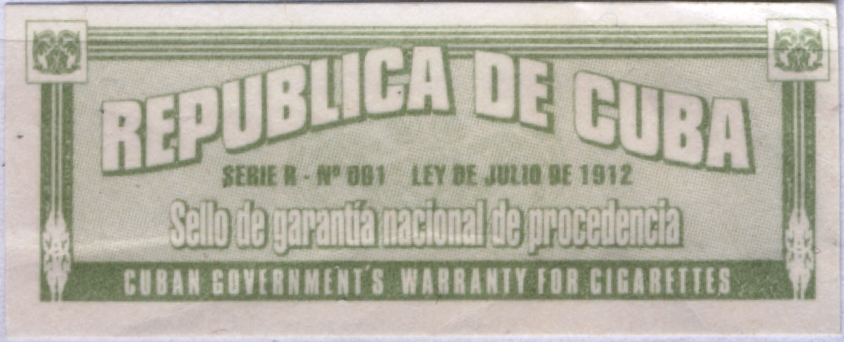 REPUBLICA DE CUBA
SERIE R - Nº 001 LEY DE JULIO DE 1912
Sello de garantía nacional de procedencia
CUBAN GOVERNMENT'S WARRANTY FOR CIGARETTES